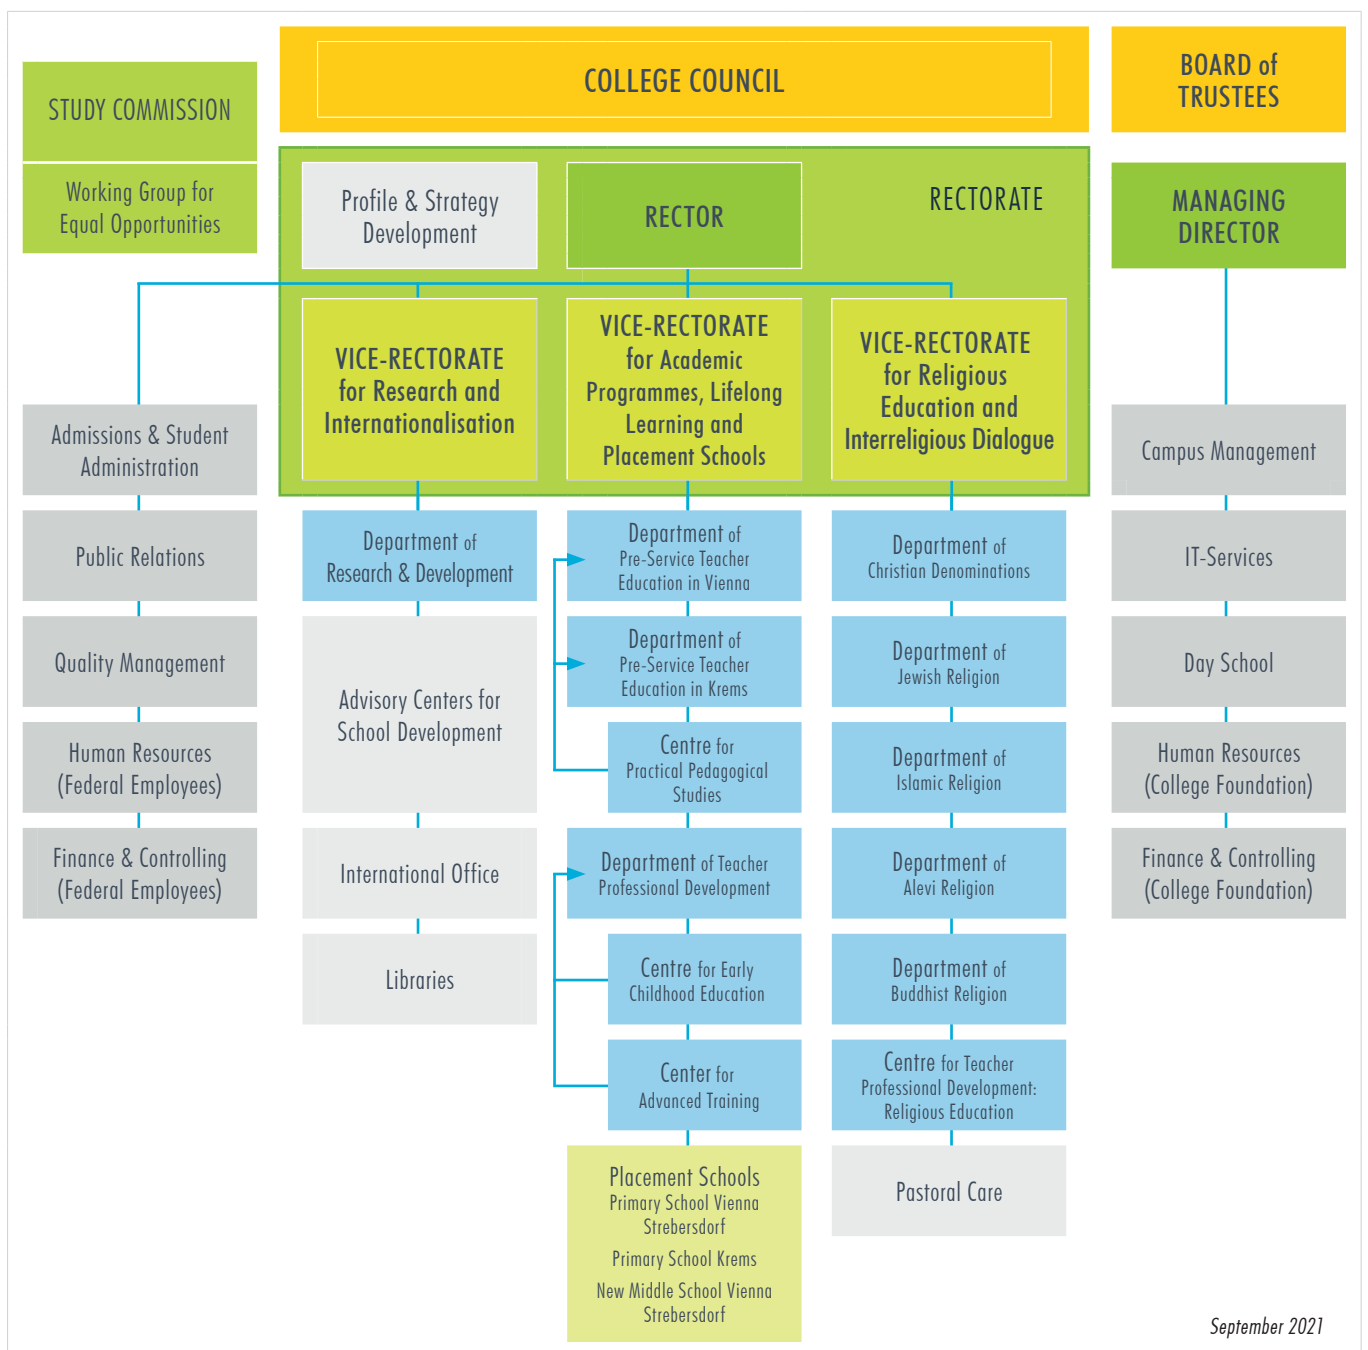 STUDY COMMISSION
Working Group for
Equal Opportunities
COLLEGE COUNCIL
BOARD of
TRUSTEES
Profile & Strategy
Development
RECTOR
RECTORATE
MANAGING
DIRECTOR
VICE-RECTORATE
for Research and
Internationalisation
VICE-RECTORATE
for Academic
Programmes, Lifelong
Learning and
Placement Schools
VICE-RECTORATE
for Religious
Education and
Interreligious Dialogue
Admissions & Student
Administration
Public Relations
Quality Management
Human Resources
(Federal Employees)
Finance & Controlling
(Federal Employees)
Department of
Research & Development
Advisory Centers for
School Development
International Office
Libraries
Department of
Pre-Service Teacher
Education in Vienna
Department of
Pre-Service Teacher
Education in Krems
Centre for
Practical Pedagogical
Studies
Department of Teacher
Professional Development
Centre for Early
Childhood Education
Center for
Advanced Training
Placement Schools
Primary School Vienna
Strebersdorf
Primary School Krems
New Middle School Vienna
Strebersdorf
Department of
Christian Denominations
Department of
Jewish Religion
Department of
Islamic Religion
Department of
Alevi Religion
Department of
Buddhist Religion
Centre for Teacher
Professional Development:
Religious Education
Pastoral Care
Campus Management
IT-Services
Day School
Human Resources
(College Foundation)
Finance & Controlling
(College Foundation)
September 2021